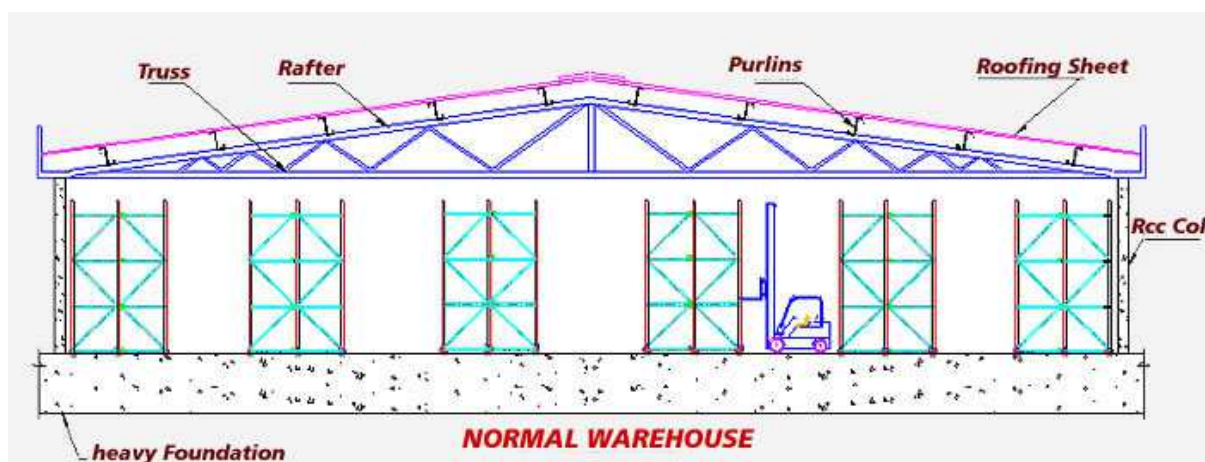 Truss
Rafter
Purlins
Roofing Sheet
Rcc Col
heavy Foundation
NORMAL WAREHOUSE